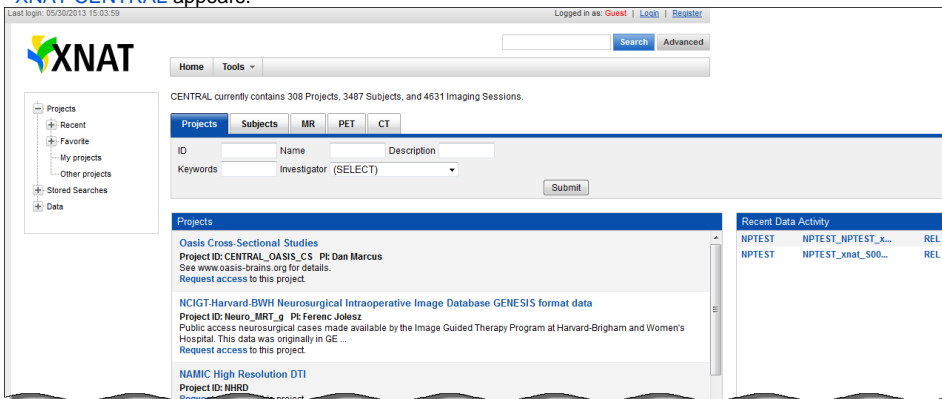 XNAT CENTRAL appears.
Last login: 05/30/2013 15:03:59
Logged in as: Guest | Login | Register
XNAT
Search Advanced
Home Tools
CENTRAL currently contains 308 Projects, 3487 Subjects, and 4631 Imaging Sessions.
Projects
Recent
Favorite
My projects
Other projects
Stored Searches
Data
Projects Subjects MR PET CT
ID Name Description
Keywords Investigator (SELECT)
Submit
Projects
Oasis Cross-Sectional Studies
Project ID: CENTRAL_OASIS_CS PI: Dan Marcus
See www.oasis-brains.org for details.
Request access to this project.
NCIGT-Harvard-BWH Neurosurgical Intraoperative Image Database GENESIS format data
Project ID: Neuro_MRT_g PI: Ferenc Jolesz
Public access neurosurgical cases made available by the Image Guided Therapy Program at Harvard-Brigham and Women's
Hospital. This data was originally in GE ...
Request access to this project.
NAMIC High Resolution DTI
Project ID: NHRD
Recent Data Activity
NPTEST NPTEST_NPTEST_x... REL
NPTEST NPTEST_xnat_S00... REL